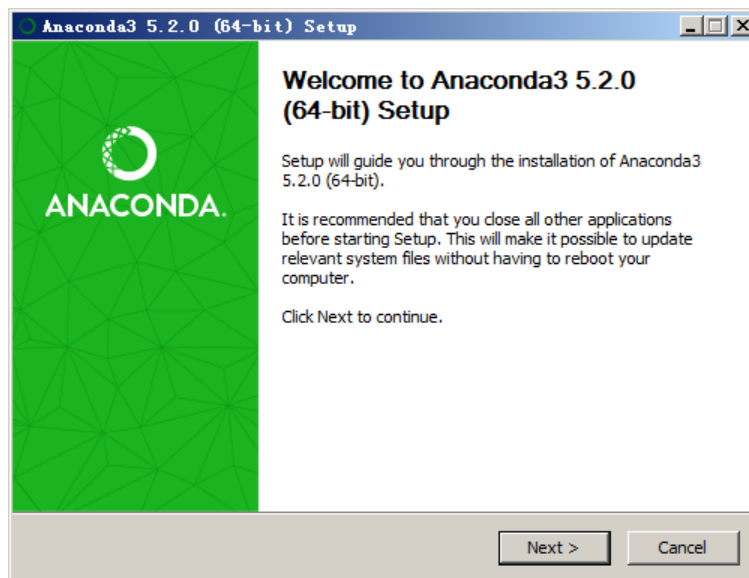 Anaconda3 5.2.0 (64-bit) Setup
Welcome to Anaconda3 5.2.0
(64-bit) Setup
Setup will guide you through the installation of Anaconda3
5.2.0 (64-bit).
It is recommended that you close all other applications
before starting Setup. This will make it possible to update
relevant system files without having to reboot your
computer.
Click Next to continue.
ANACONDA.
Next >
Cancel